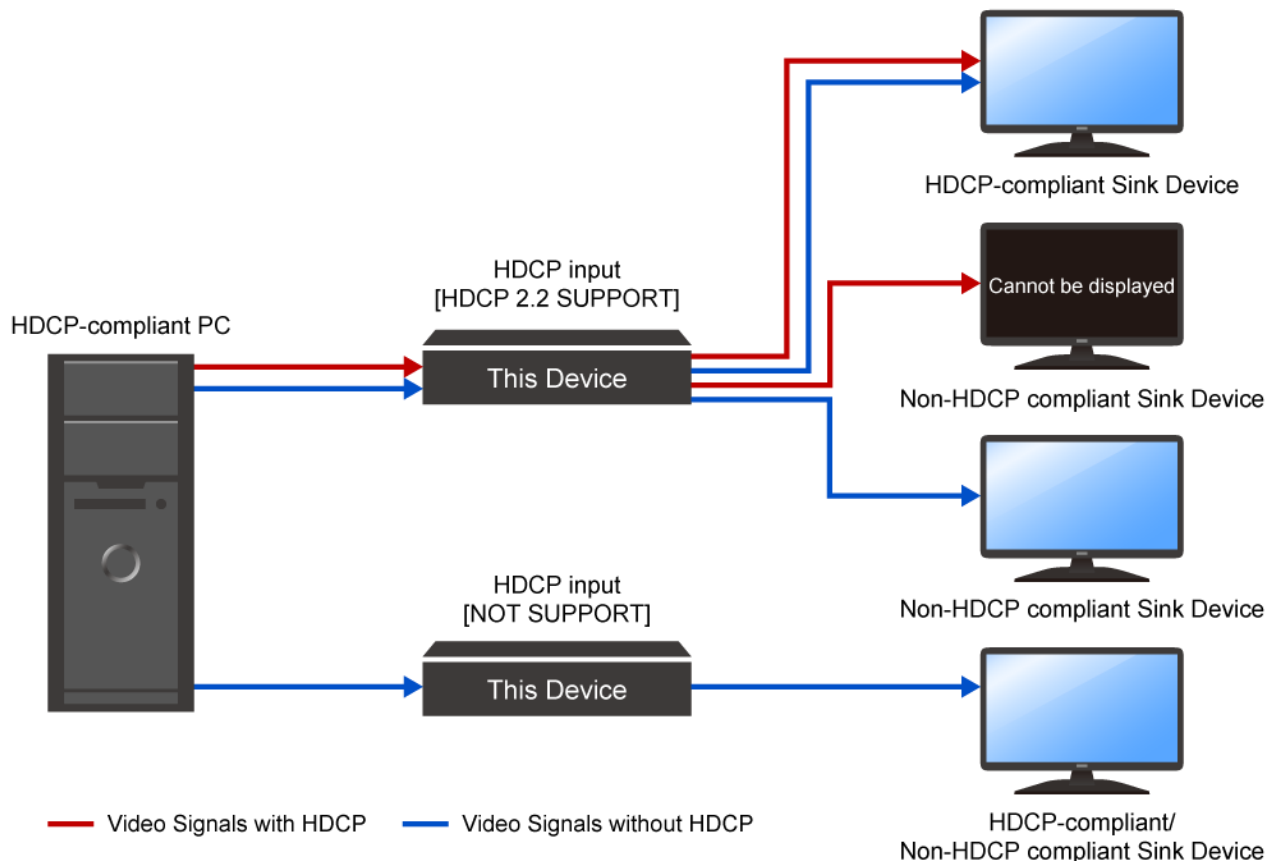 HDCP-compliant Sink Device
HDCP input
[HDCP 2.2 SUPPORT]
Cannot be displayed
HDCP-compliant PC
This Device
Non-HDCP compliant Sink Device
HDCP input
[NOT SUPPORT]
Non-HDCP compliant Sink Device
This Device
Video Signals with HDCP
Video Signals without HDCP
HDCP-compliant/
Non-HDCP compliant Sink Device